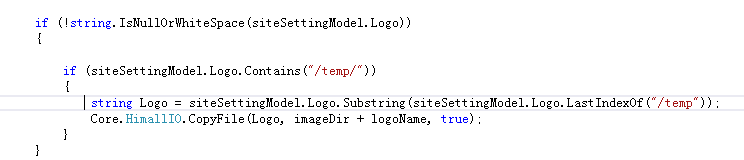 if (!string.IsNullOrWhiteSpace(siteSettingModel.Logo))
{
if (siteSettingModel.Logo.Contains("/temp/"))
{
string Logo = siteSettingModel.Logo.Substring(siteSettingModel.Logo.LastIndexOf("/temp"));
Core.HimallIO.CopyFile(Logo, imageDir + logoName, true);
}
}